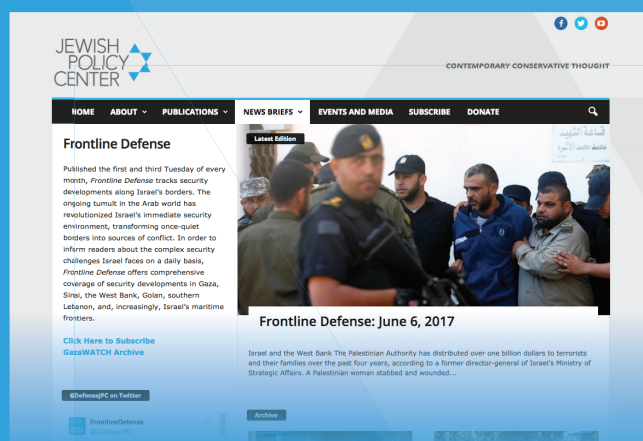 JEWISH
POLICY
CENTER
CONTEMPORARY CONSERVATIVE THOUGHT
HOME ABOUT PUBLICATIONS NEWS BRIEFS EVENTS AND MEDIA SUBSCRIBE DONATE
Frontline Defense
Published the first and third Tuesday of every
month, Frontline Defense tracks security
developments along Israel's borders. The
ongoing tumult in the Arab world has
revolutionized Israel's immediate security
environment, transforming once-quiet
borders into sources of conflict. In order to
inform readers about the complex security
challenges Israel faces on a daily basis,
Frontline Defense offers comprehensive
coverage of security developments in Gaza,
Sinai, the West Bank, Golan, southern
Lebanon, and, increasingly, Israel's maritime
frontiers.
Click Here to Subscribe
GazaWATCH Archive
@DefenseJPC on Twitter
FrontlineDefense
@DefenseJPC
Latest Edition
قاعة الشهيد
محمد
Frontline Defense: June 6, 2017
Israel and the West Bank The Palestinian Authority has distributed over one billion dollars to terrorists
and their families over the past four years, according to a former director-general of Israel's Ministry of
Strategic Affairs. A Palestinian woman stabbed and wounded...
Archive